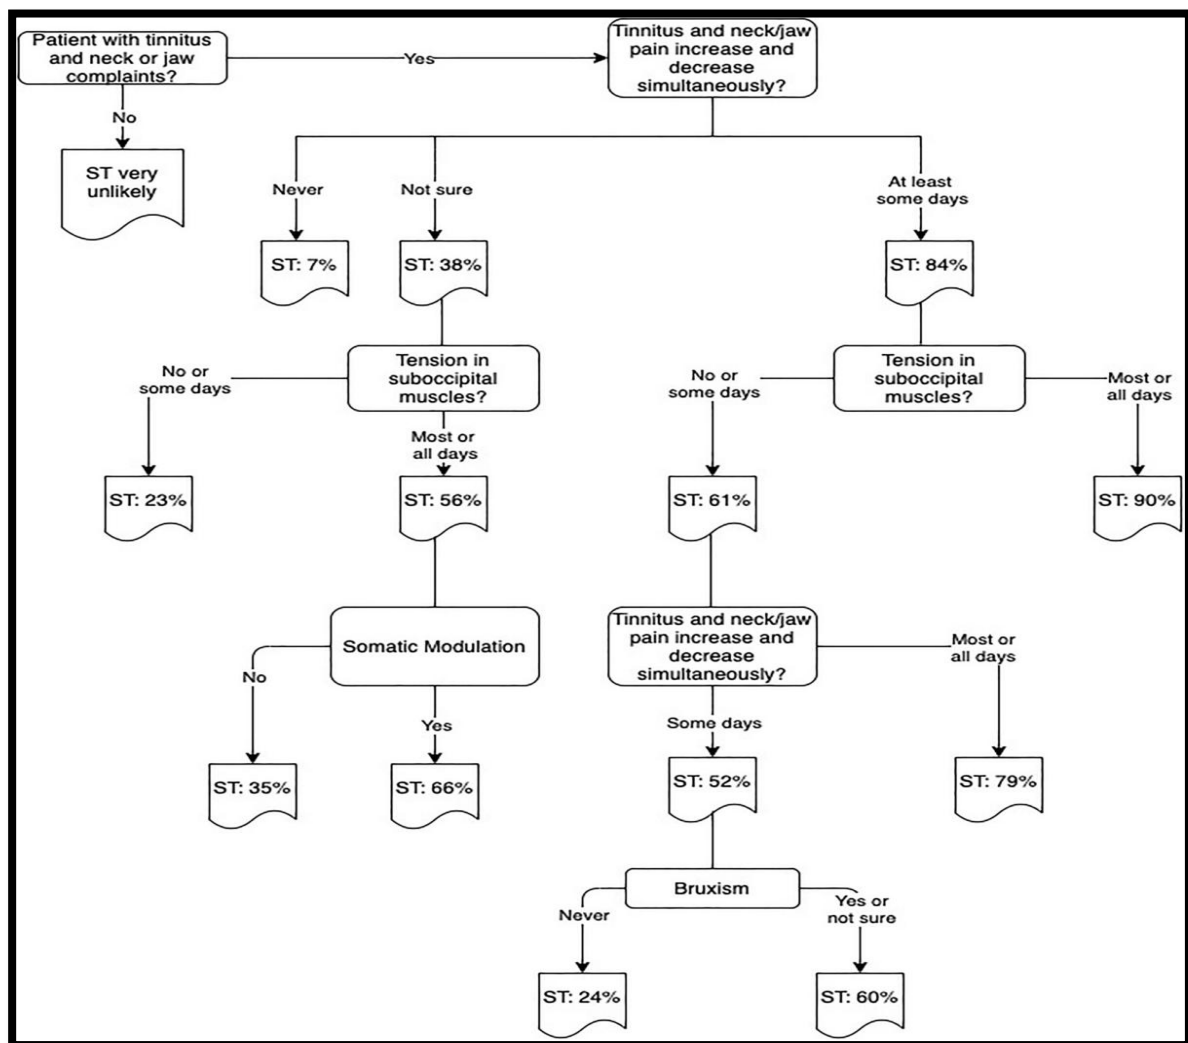 Patient with tinnitus
and neck or jaw
complaints?
Yes
Tinnitus and neck/jaw
pain increase and
decrease
simultaneously?
No
ST very
unlikely
Never
Not sure
At least
some days
ST: 7%
ST: 38%
ST: 84%
No or
some days
Tension in
suboccipital
muscles?
No or
some days
Tension in
suboccipital
muscles?
Most or
all days
Most or
all days
ST: 23%
ST: 56%
ST: 61%
ST: 90%
Somatic Modulation
Tinnitus and neck/jaw
pain increase and
decrease
simultaneously?
Most or
all days
No
Yes
Some days
ST: 35%
ST: 66%
ST: 52%
ST: 79%
Bruxism
Never
Yes or
not sure
ST: 24%
ST: 60%